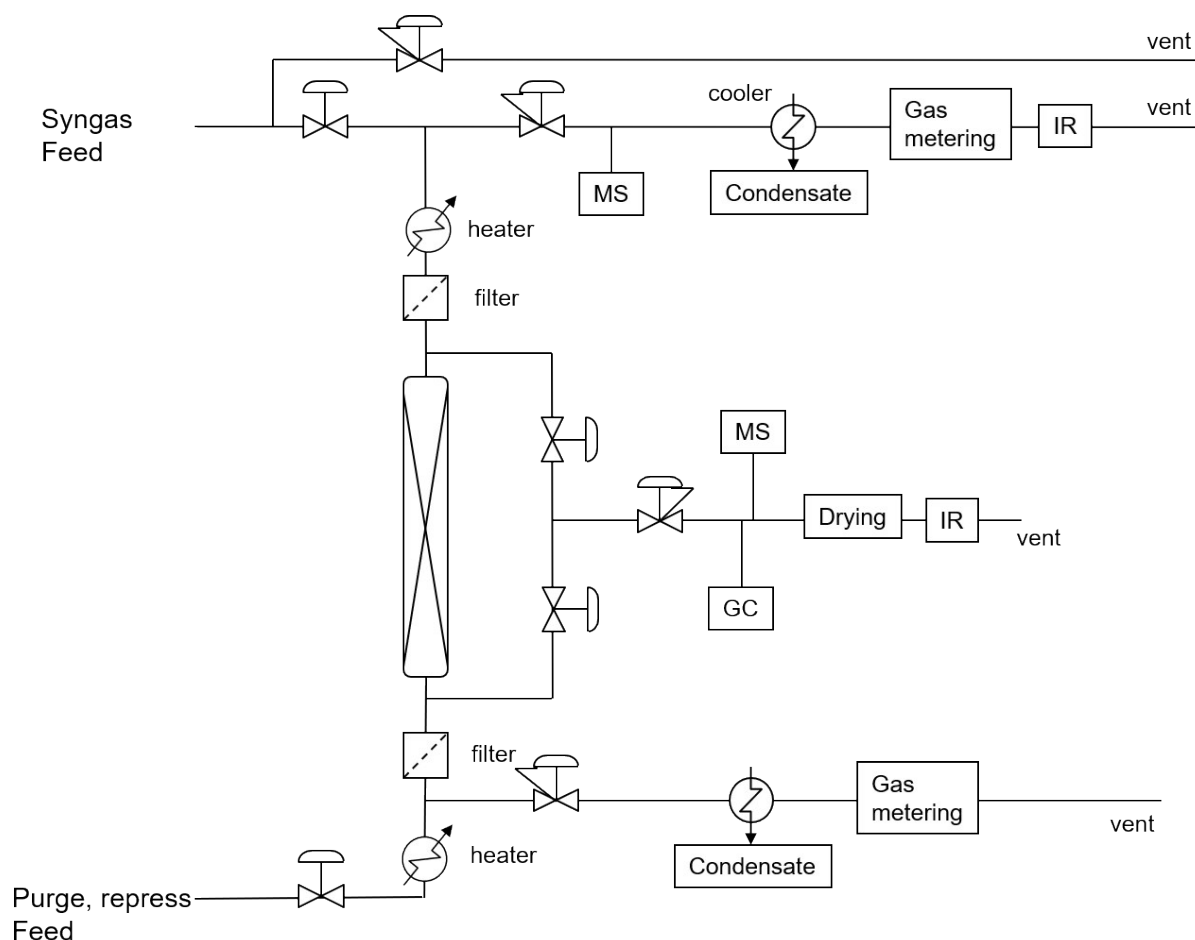 vent
cooler
vent
Syngas
Feed
Gas
metering
IR
MS
Condensate
heater
filter
MS
Drying
IR
vent
GC
filter
Gas
metering
vent
heater
Condensate
Purge, repress
Feed